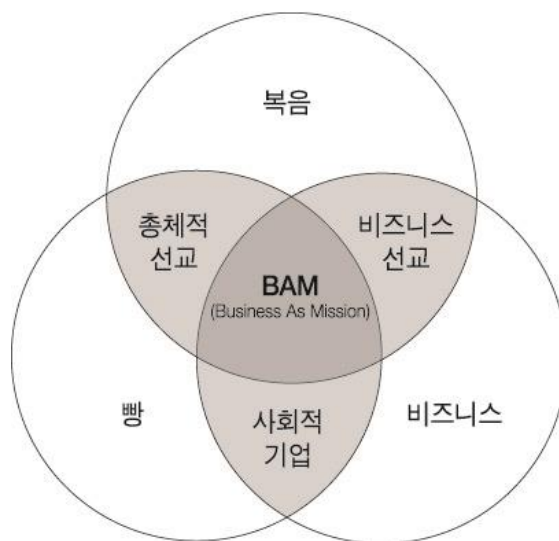 복음
총체적
선교
비즈니스
선교
BAM
(Business As Mission)
빵
사회적
기업
비즈니스